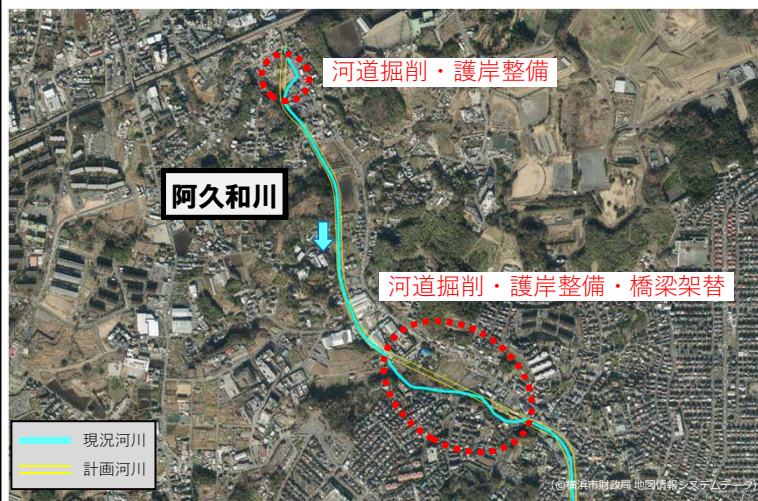 河道掘削・護岸整備
阿久和川
河道掘削・護岸整備・橋梁架替
現況河川
計画河川
(©横浜市財政局 地図情報システムデータ)